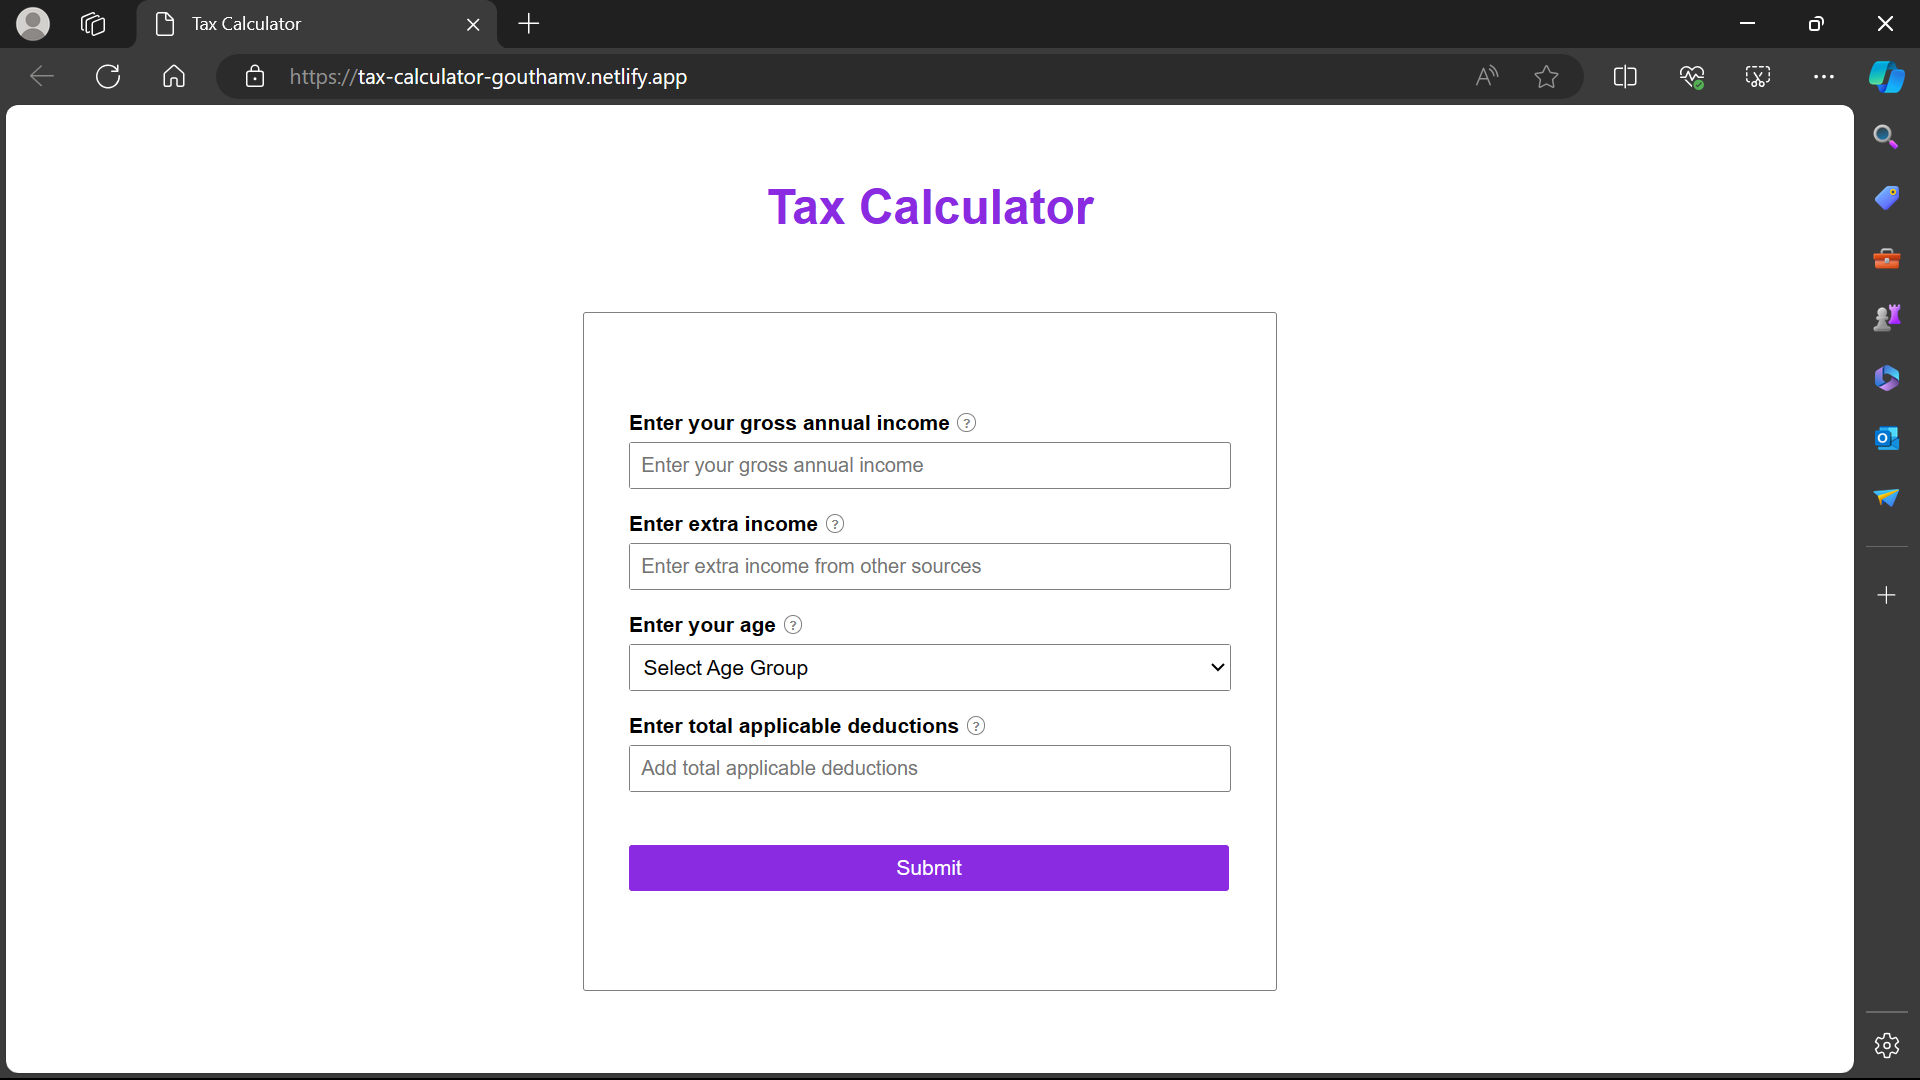 Tax Calculator
https://tax-calculator-gouthamv.netlify.app
Tax Calculator
Enter your gross annual income ?
Enter your gross annual income
Enter extra income ?
Enter extra income from other sources
Enter your age ?
Select Age Group
Enter total applicable deductions ?
Add total applicable deductions
Submit